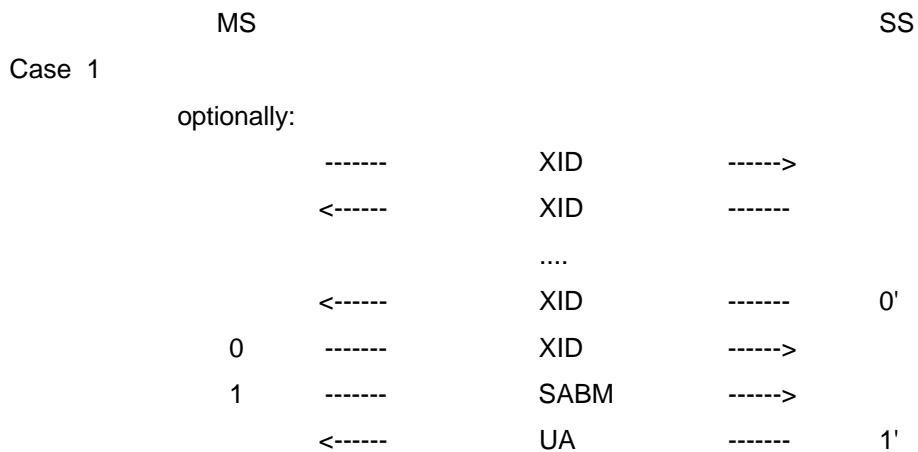 MS SS
Case 1
optionally:
------- XID ------>
<------ XID -------
....
<------ XID ------- 0'
0 ------- XID ------>
1 ------- SABM ------>
<------ UA ------- 1'